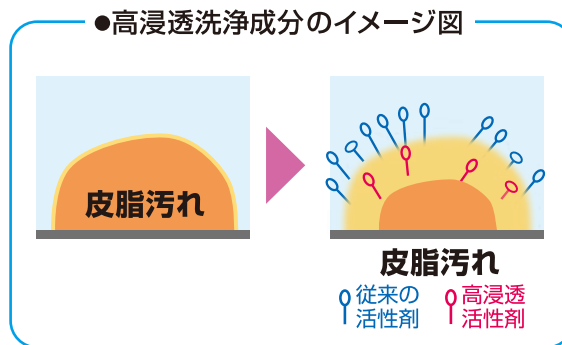 ●高浸透洗浄成分のイメージ図
皮脂汚れ
皮脂汚れ
従来の
活性剤
高浸透
活性剤